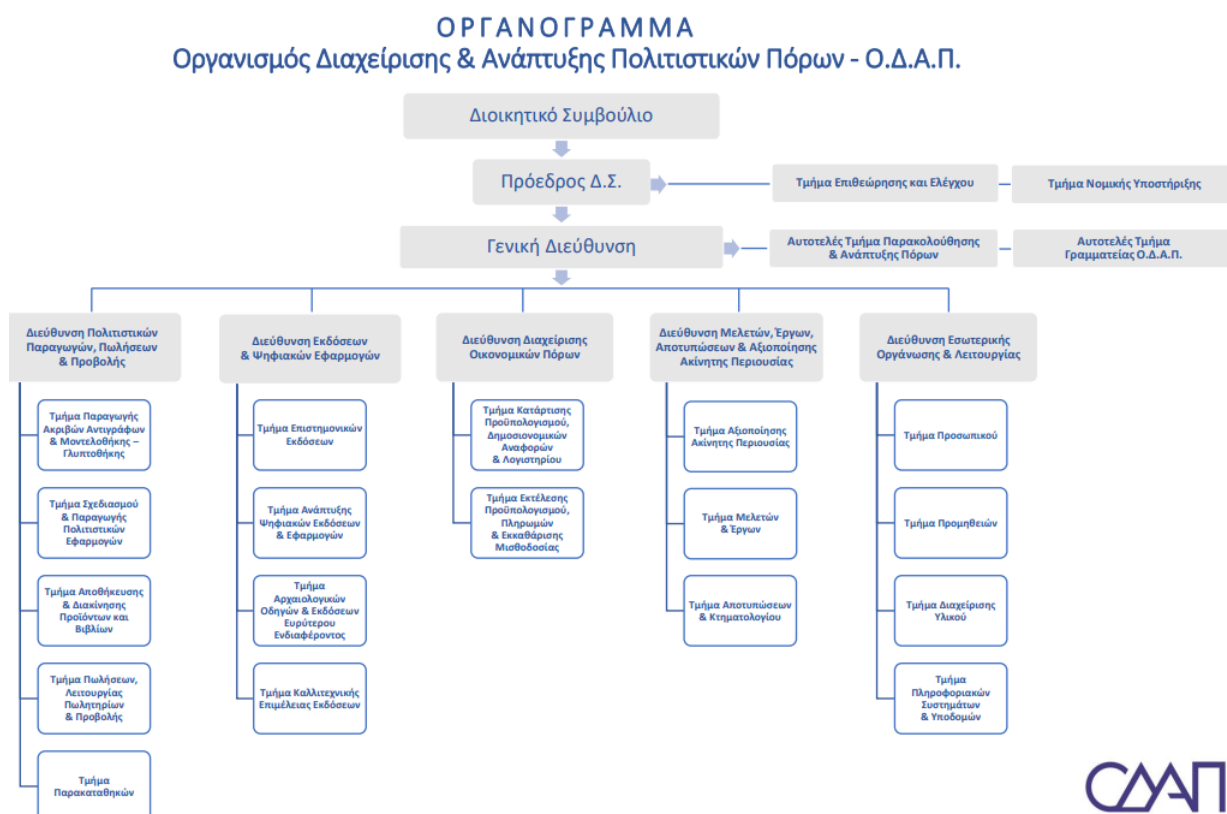 ΟΡΓΑΝΟΓΡΑΜΜΑ
Οργανισμός Διαχείρισης & Ανάπτυξης Πολιτιστικών Πόρων - Ο.Δ.Α.Π.
Διοικητικό Συμβούλιο
Πρόεδρος Δ.Σ.
Τμήμα Επιθεώρησης και Ελέγχου
Τμήμα Νομικής Υποστήριξης
Γενική Διεύθυνση
Αυτοτελές Τμήμα Παρακολούθησης
& Ανάπτυξης Πόρων
Αυτοτελές Τμήμα
Γραμματείας Ο.Δ.Α.Π.
Διεύθυνση Πολιτιστικών
Παραγωγών, Πωλήσεων
& Προβολής
Τμήμα Παραγωγής
Ακριβών Αντιγράφων
& Μοντελοθήκης –
Γλυπτοθήκης
Τμήμα Σχεδιασμού
& Παραγωγής
Πολιτιστικών
Εφαρμογών
Τμήμα Αποθήκευσης
& Διακίνησης
Προϊόντων και
Βιβλίων
Τμήμα Πωλήσεων,
Λειτουργίας
Πωλητηρίων
& Προβολής
Τμήμα
Παρακαταθηκών
Διεύθυνση Εκδόσεων
& Ψηφιακών Εφαρμογών
Τμήμα Επιστημονικών
Εκδόσεων
Τμήμα Ανάπτυξης
Ψηφιακών Εκδόσεων
& Εφαρμογών
Τμήμα
Αρχαιολογικών
Οδηγών & Εκδόσεων
Ευρύτερου
Ενδιαφέροντος
Τμήμα Καλλιτεχνικής
Επιμέλειας Εκδόσεων
Διεύθυνση Διαχείρισης
Οικονομικών Πόρων
Τμήμα Κατάρτισης
Προϋπολογισμού,
Δημοσιονομικών
Αναφορών
& Λογιστηρίου
Τμήμα Εκτέλεσης
Προϋπολογισμού,
Πληρωμών
& Εκκαθάρισης
Μισθοδοσίας
Διεύθυνση Μελετών, Έργων,
Αποτυπώσεων & Αξιοποίησης
Ακίνητης Περιουσίας
Τμήμα Αξιοποίησης
Ακίνητης Περιουσίας
Τμήμα Μελετών
& Έργων
Τμήμα Αποτυπώσεων
& Κτηματολογίου
Διεύθυνση Εσωτερικής
Οργάνωσης & Λειτουργίας
Τμήμα Προσωπικού
Τμήμα Προμηθειών
Τμήμα Διαχείρισης
Υλικού
Τμήμα
Πληροφοριακών
Συστημάτων
& Υποδομών
ΟΔΑΠ